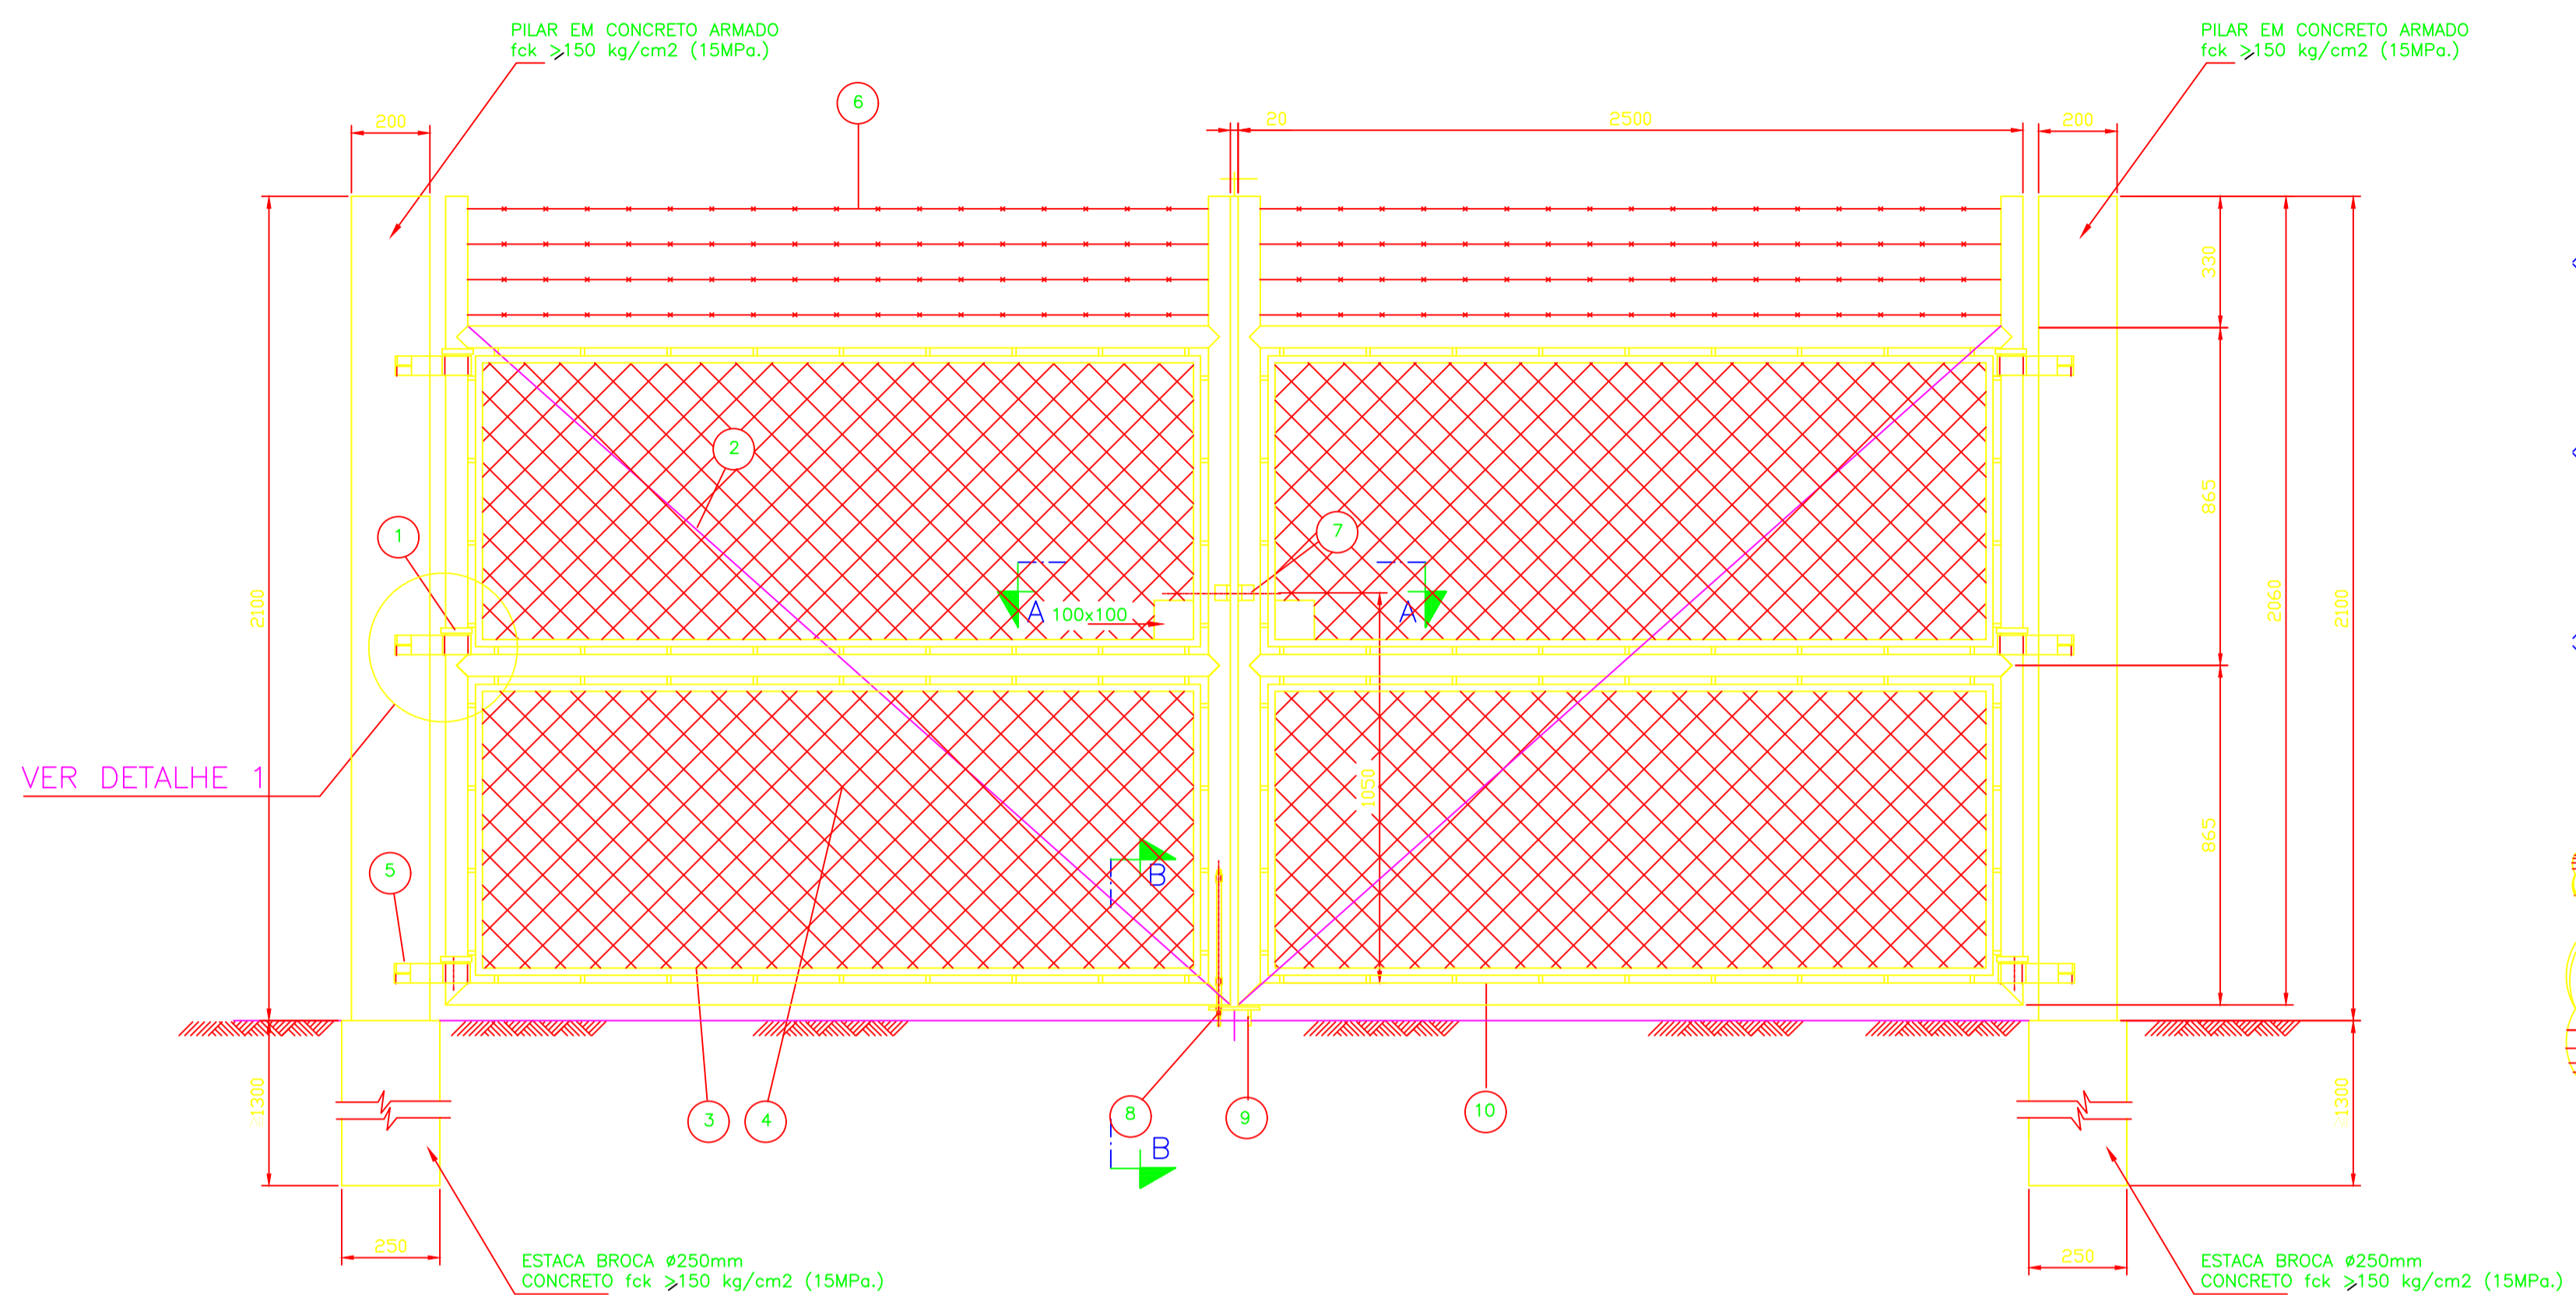 PILAR EM CONCRETO ARMADO
fck ≥150 kg/cm2 (15MPa.)
PILAR EM CONCRETO ARMADO
fck ≥150 kg/cm2 (15MPa.)
6
200
20
2500
200
330
2
1
7
865
2100
A
100x100
A
2060
2100
VER DETALHE 1
1050
865
5
B
≥1300
3
4
8
9
10
≥1300
B
250
250
ESTACA BROCA ø250mm
CONCRETO fck ≥150 kg/cm2 (15MPa.)
ESTACA BROCA ø250mm
CONCRETO fck ≥150 kg/cm2 (15MPa.)